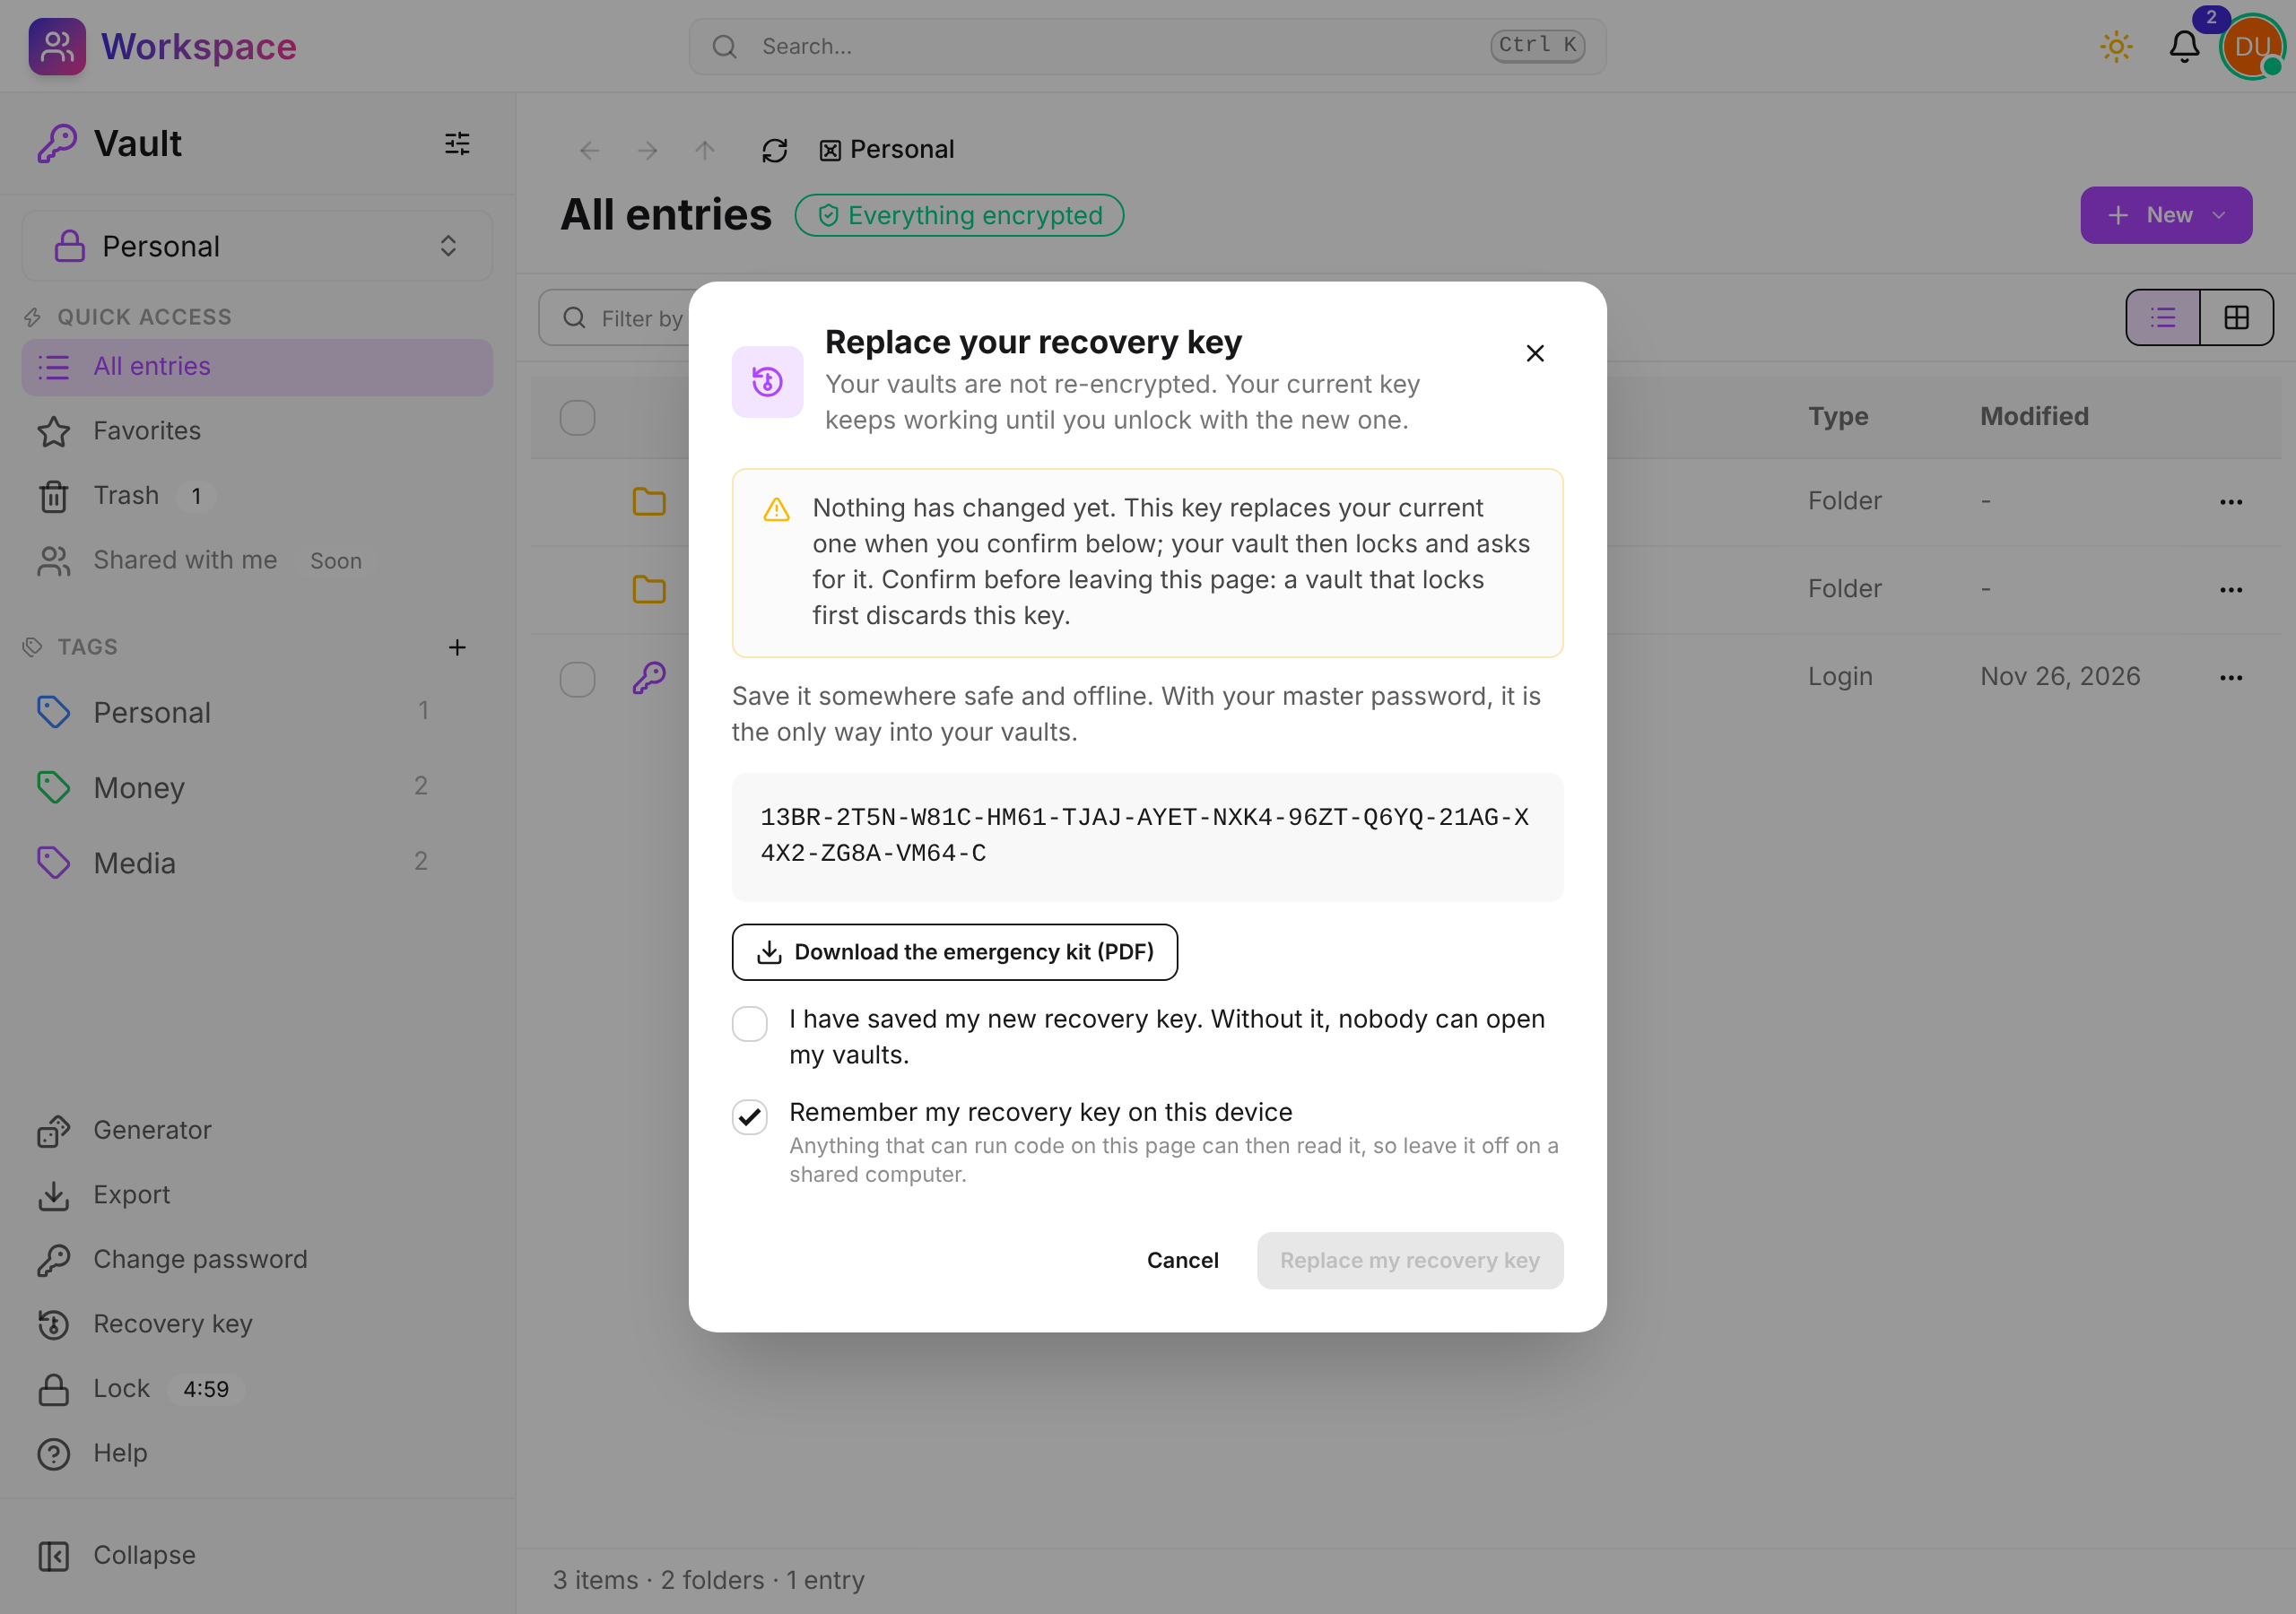 Workspace
Search...
Ctrl K
2
DU
Vault
Personal
QUICK ACCESS
All entries
Favorites
Trash 1
Shared with me Soon
TAGS
Personal 1
Money 2
Media 2
Generator
Export
Change password
Recovery key
Lock 4:59
Help
Collapse
Personal
All entries
Everything encrypted
New
Filter by
Type Modified
Folder -
Folder -
Login Nov 26, 2026
3 items · 2 folders · 1 entry
Replace your recovery key
Your vaults are not re-encrypted. Your current key
keeps working until you unlock with the new one.
Nothing has changed yet. This key replaces your current
one when you confirm below; your vault then locks and asks
for it. Confirm before leaving this page: a vault that locks
first discards this key.
Save it somewhere safe and offline. With your master password, it is
the only way into your vaults.
13BR-2T5N-W81C-HM61-TJAJ-AYET-NXK4-96ZT-Q6YQ-21AG-X
4X2-ZG8A-VM64-C
Download the emergency kit (PDF)
I have saved my new recovery key. Without it, nobody can open
my vaults.
Remember my recovery key on this device
Anything that can run code on this page can then read it, so leave it off on a
shared computer.
Cancel
Replace my recovery key